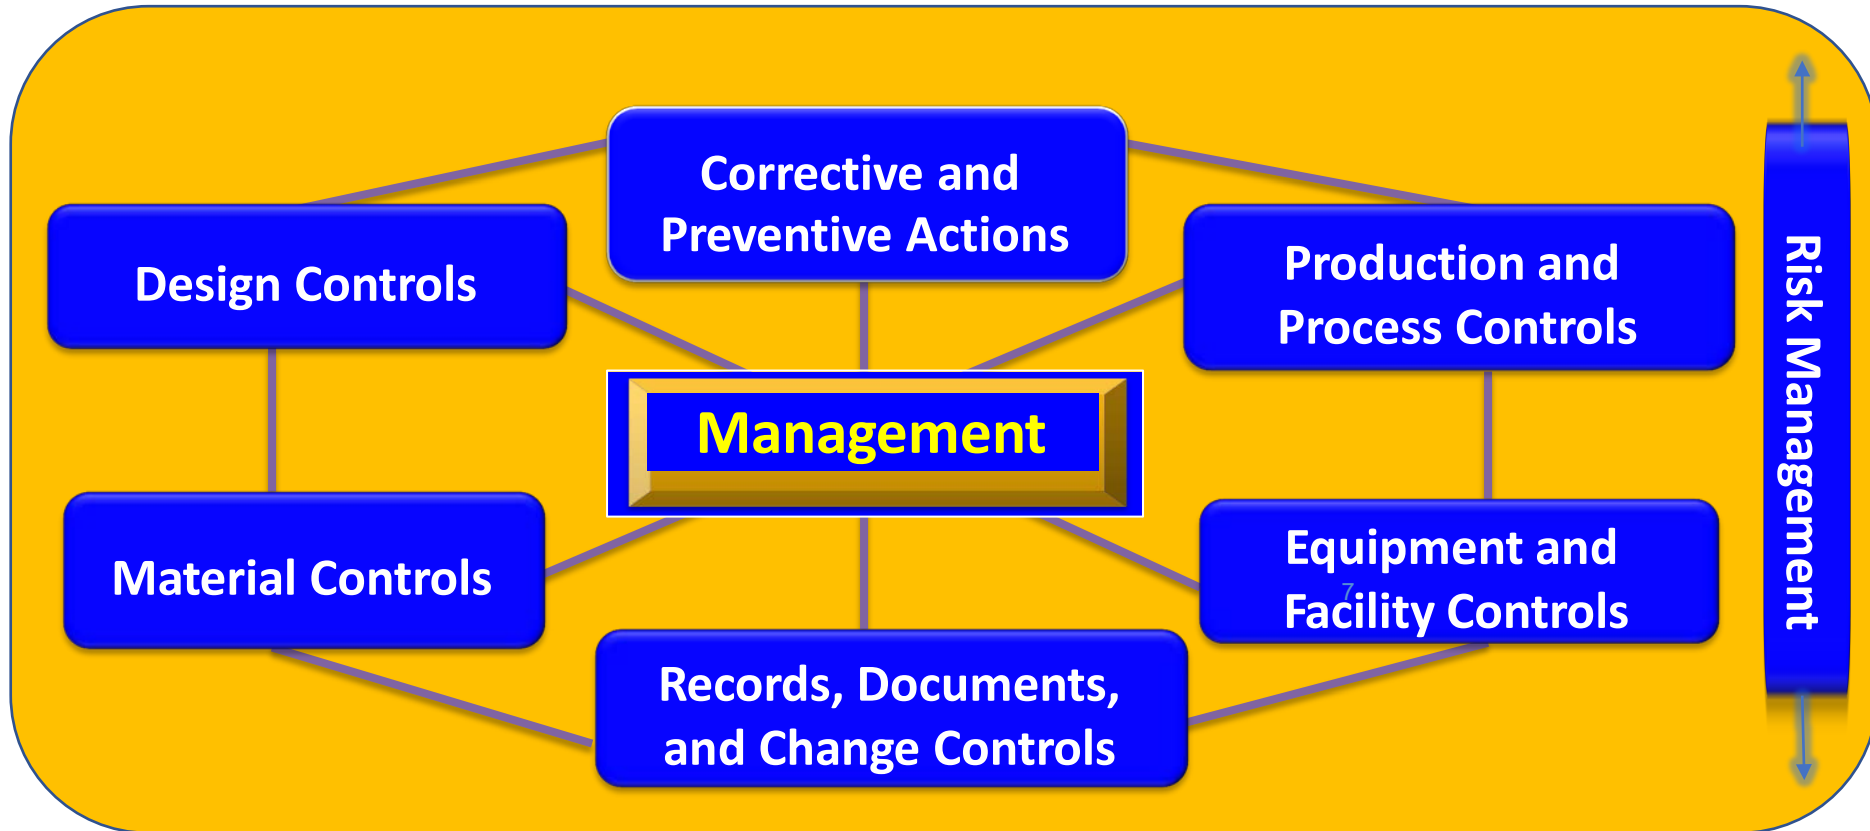 Corrective and
Preventive Actions
Design Controls
Production and
Process Controls
Management
Material Controls
Equipment and
7
Facility Controls
Records, Documents,
and Change Controls
Risk Management